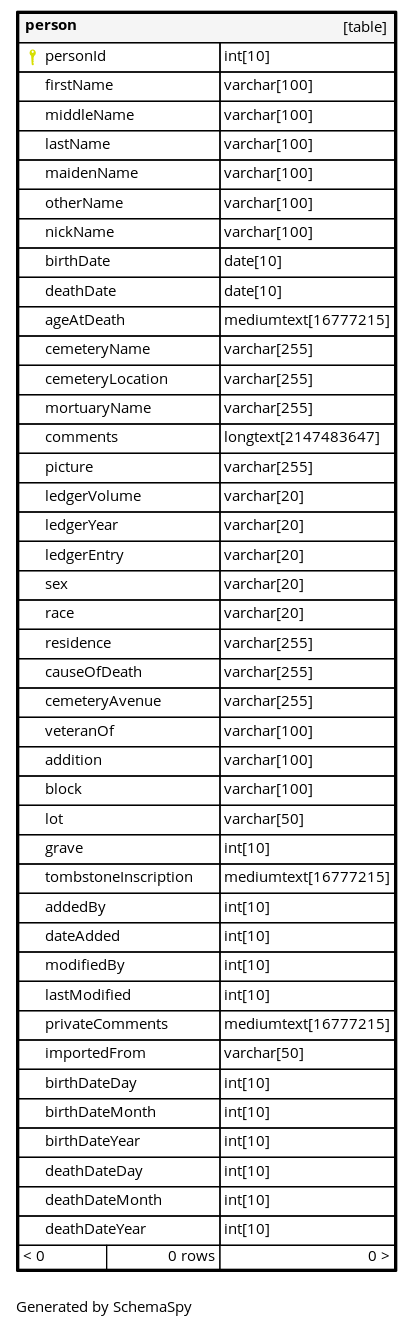 person [table]
personId int[10]
firstName varchar[100]
middleName varchar[100]
lastName varchar[100]
maidenName varchar[100]
otherName varchar[100]
nickName varchar[100]
birthDate date[10]
deathDate date[10]
ageAtDeath mediumtext[16777215]
cemeteryName varchar[255]
cemeteryLocation varchar[255]
mortuaryName varchar[255]
comments longtext[2147483647]
picture varchar[255]
ledgerVolume varchar[20]
ledgerYear varchar[20]
ledgerEntry varchar[20]
sex varchar[20]
race varchar[20]
residence varchar[255]
causeOfDeath varchar[255]
cemeteryAvenue varchar[255]
veteranOf varchar[100]
addition varchar[100]
block varchar[100]
lot varchar[50]
grave int[10]
tombstoneInscription mediumtext[16777215]
addedBy int[10]
dateAdded int[10]
modifiedBy int[10]
lastModified int[10]
privateComments mediumtext[16777215]
importedFrom varchar[50]
birthDateDay int[10]
birthDateMonth int[10]
birthDateYear int[10]
deathDateDay int[10]
deathDateMonth int[10]
deathDateYear int[10]
< 0 0 rows 0 >
Generated by SchemaSpy